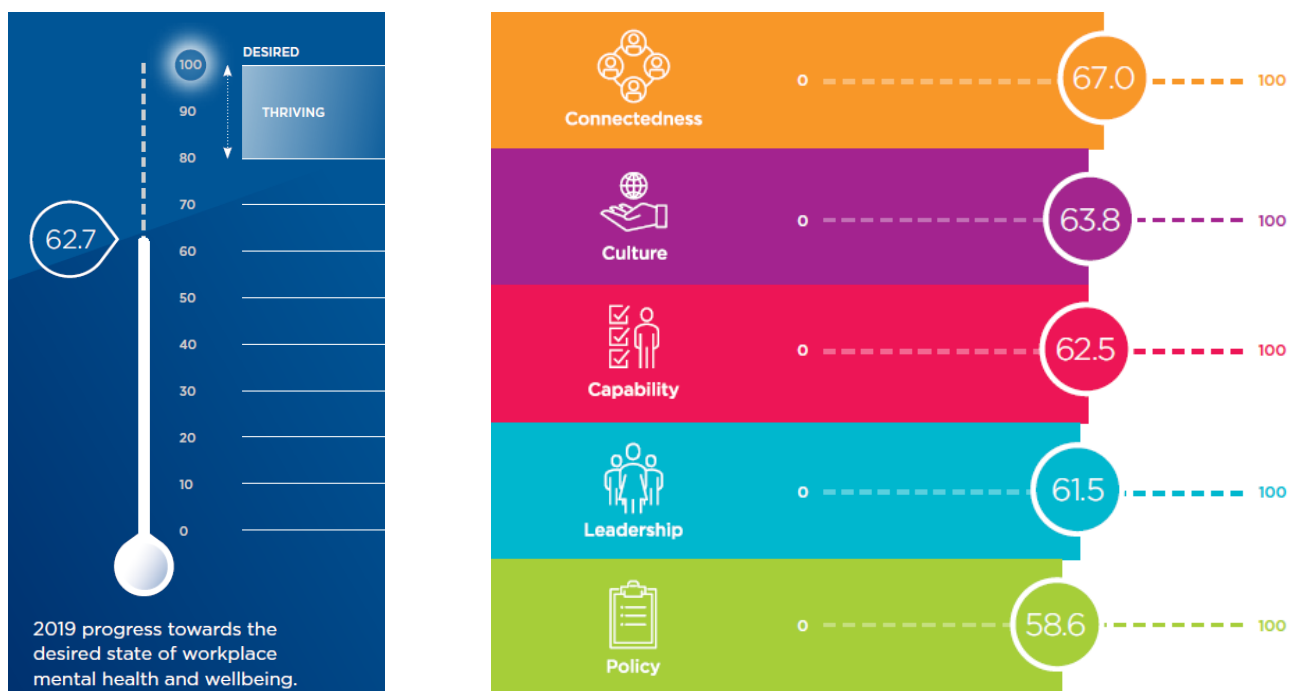 DESIRED
100
90
THRIVING
80
70
62.7
60
50
40
30
20
10
0
2019 progress towards the
desired state of workplace
mental health and wellbeing.
Connectedness
0
67.0
100
Culture
0
63.8
100
Capability
0
62.5
100
Leadership
0
61.5
100
Policy
0
58.6
100